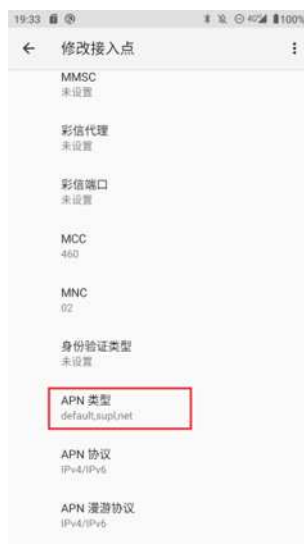 19:33 100%
修改接入点
MMSC
未设置
彩信代理
未设置
彩信端口
未设置
MCC
460
MNC
02
身份验证类型
未设置
APN 类型
default,supl,net
APN 协议
IPv4/IPv6
APN 漫游协议
IPv4/IPv6